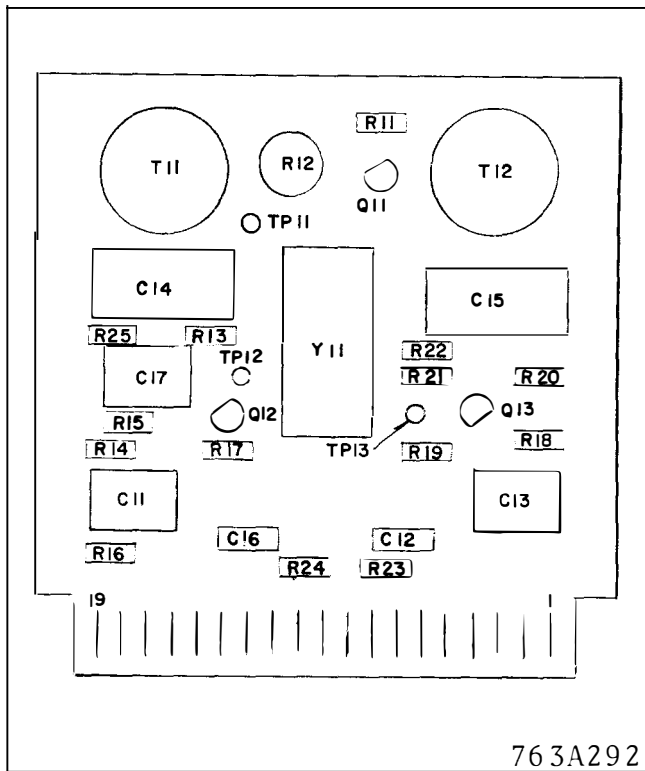 R11
T11
R12
T12
Q11
TP11
C14
C15
R25
R13
Y11
R22
C17
TP12
R21
R20
Q12
Q13
R15
R14
R17
TP13
R19
R18
C11
C13
C16
C12
R16
R24
R23
19
1
763A292